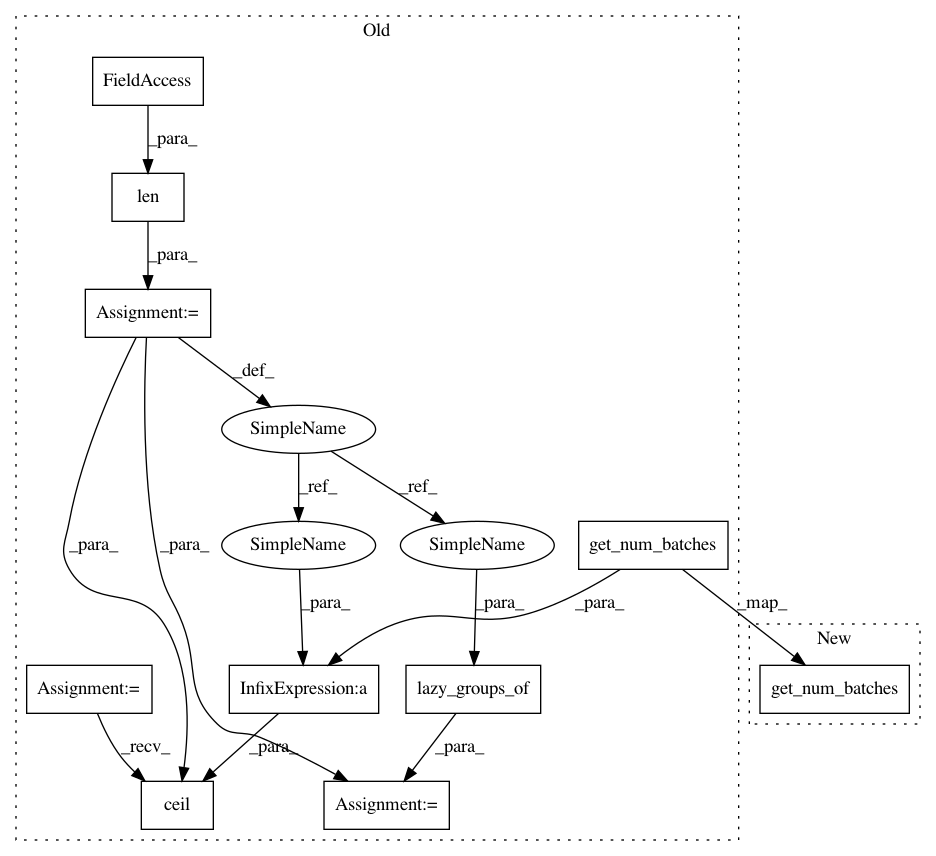 Old
FieldAccess
_para_
len
_para_
Assignment:=
_def_
SimpleName
_ref_
_ref_
SimpleName
SimpleName
get_num_batches
_para_
_para_
_para_
_para_
_para_
_map_
New
Assignment:=
InfixExpression:a
lazy_groups_of
get_num_batches
_recv_
_para_
_para_
ceil
Assignment:=